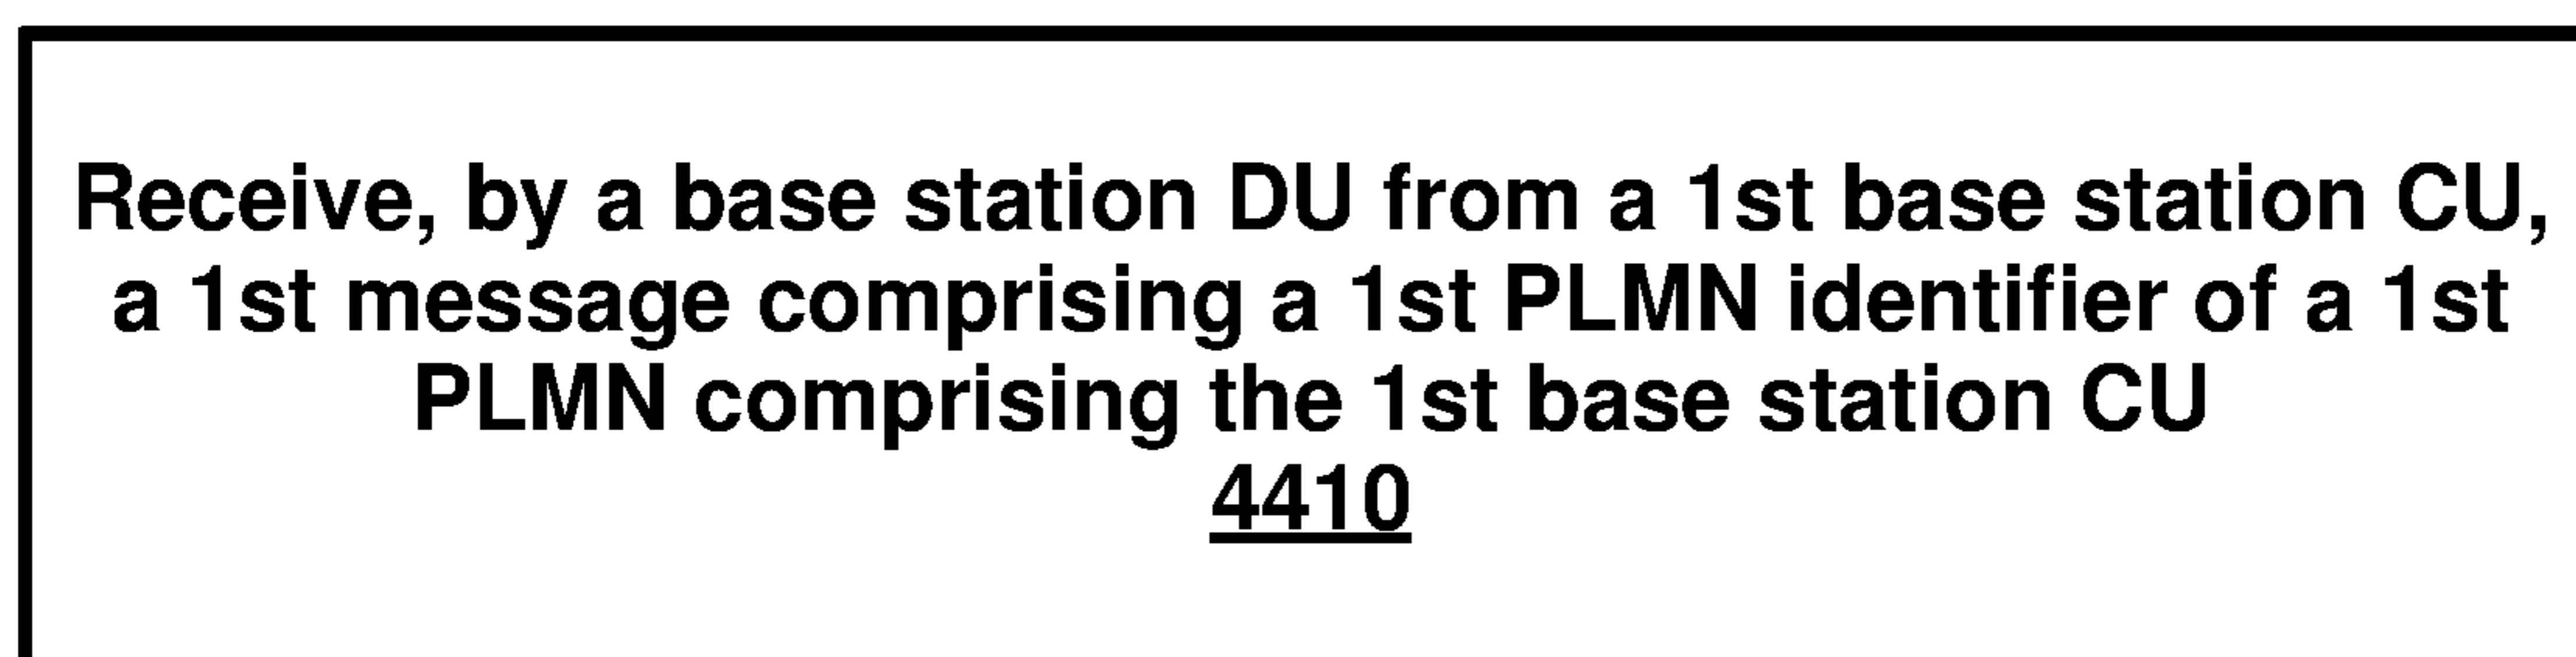 Receive, by a base station DU from a 1st base station CU,
a 1st message comprising a 1st PLMN identifier of a 1st
PLMN comprising the 1st base station CU
4410